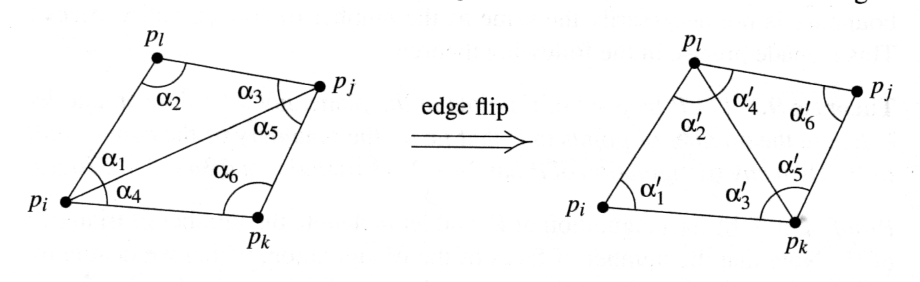 p_l
p_j
α_2
α_3
α_5
α_1
α_4
α_6
p_i
p_k
edge flip
p_l
p_j
α'_4
α'_2
α'_6
α'_5
α'_1
α'_3
p_i
p_k